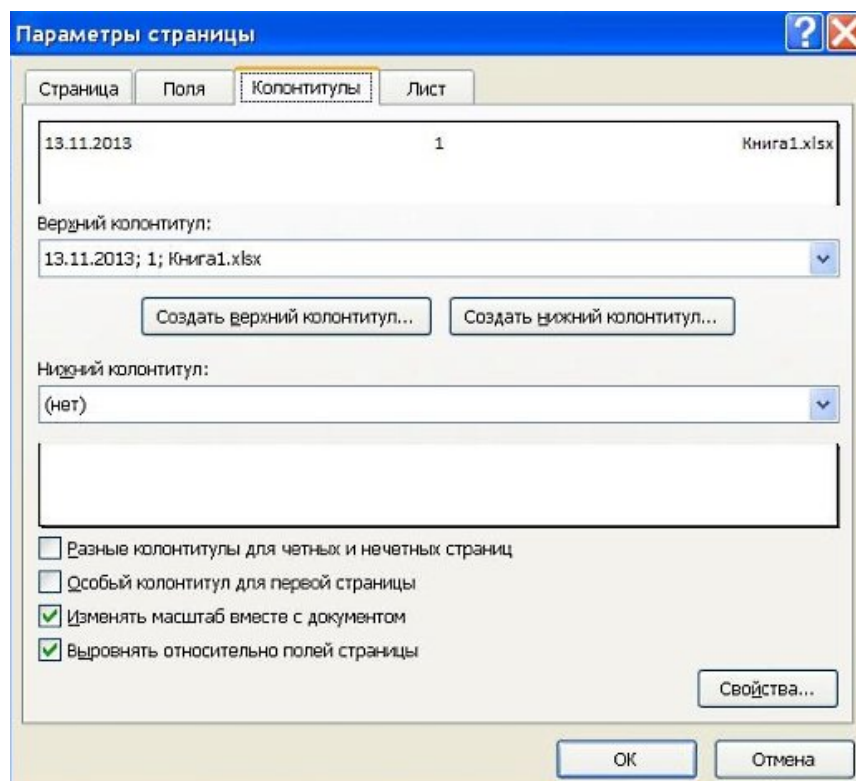 Параметры страницы
Страница Поля Колонтитулы Лист
13.11.2013 1 Книга1.xlsx
Верхний колонтитул:
13.11.2013; 1; Книга1.xlsx
Создать верхний колонтитул... Создать нижний колонтитул...
Нижний колонтитул:
(нет)
Разные колонтитулы для четных и нечетных страниц
Особый колонтитул для первой страницы
Изменять масштаб вместе с документом
Выровнять относительно полей страницы
Свойства...
ОК Отмена